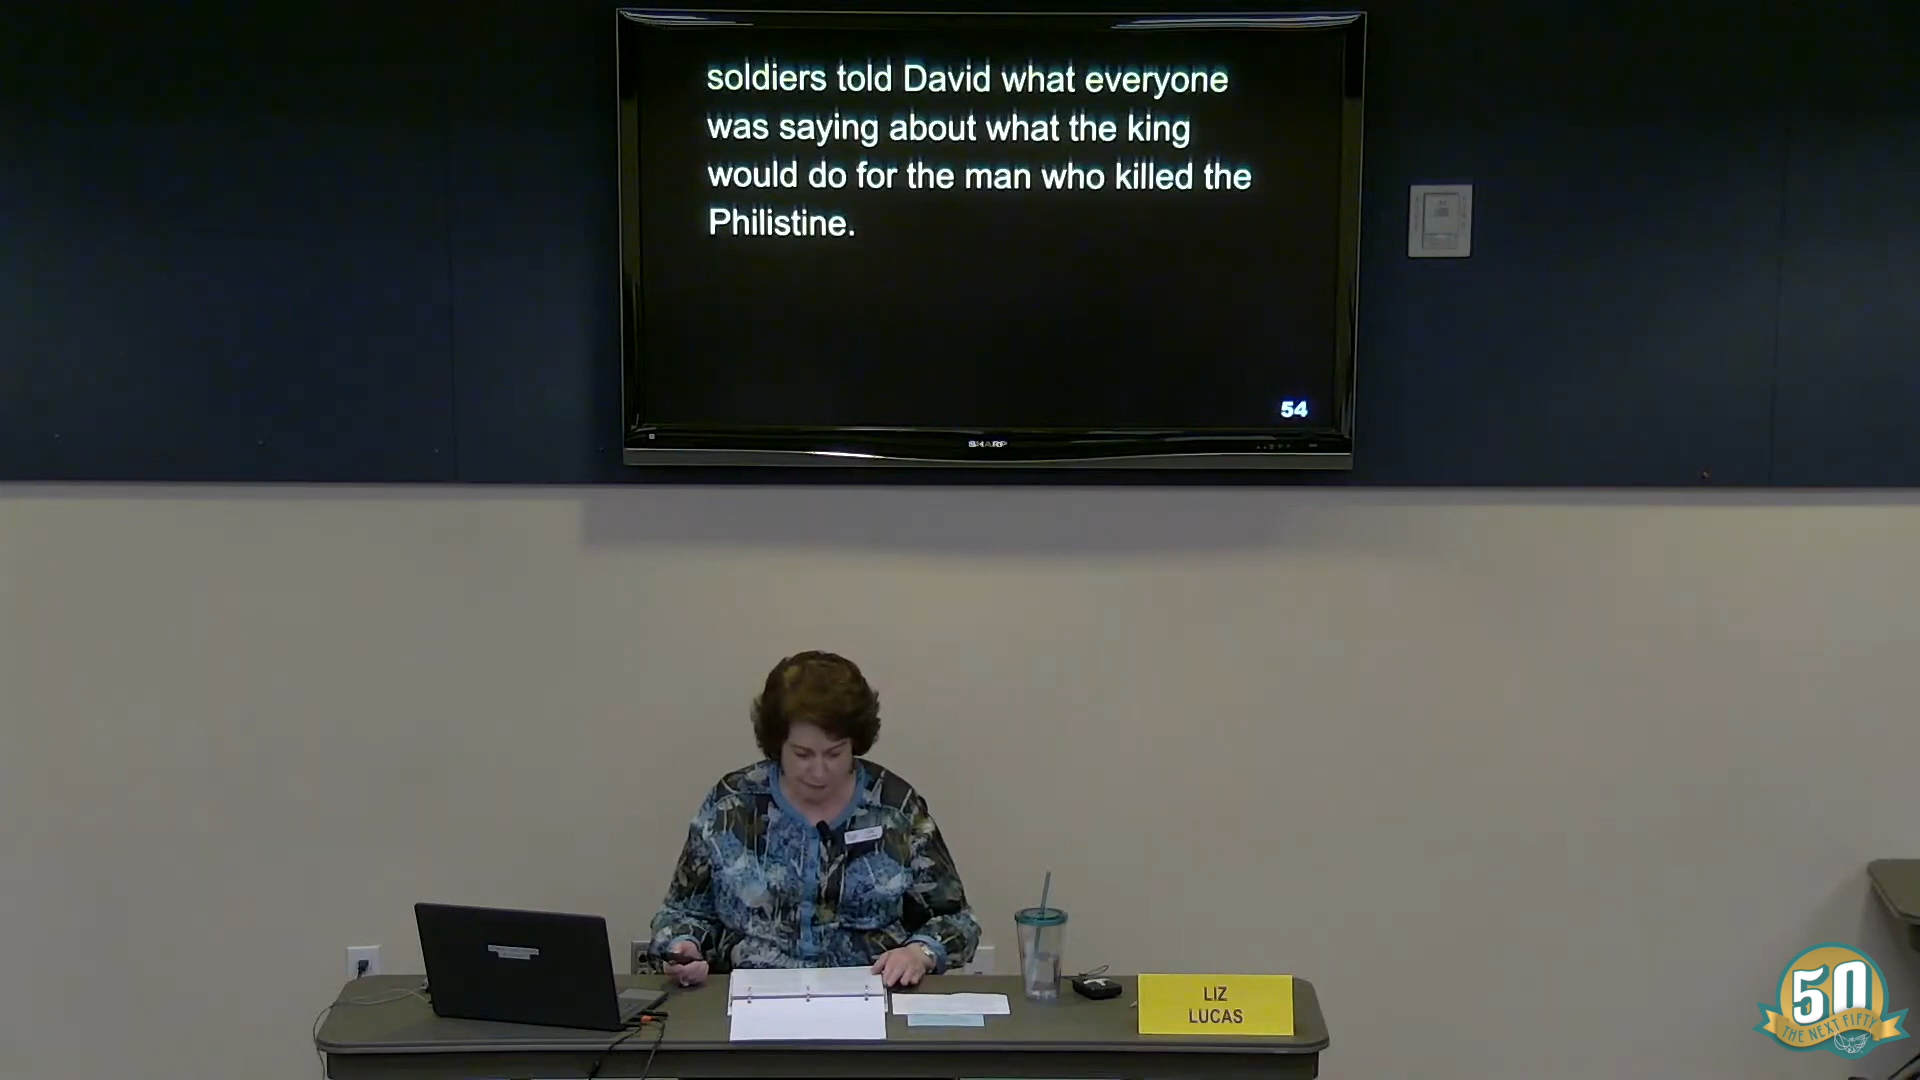 soldiers told David what everyone
was saying about what the king
would do for the man who killed the
Philistine.
54
SHARP
LIZ
LUCAS
50
THE NEXT FIFTY